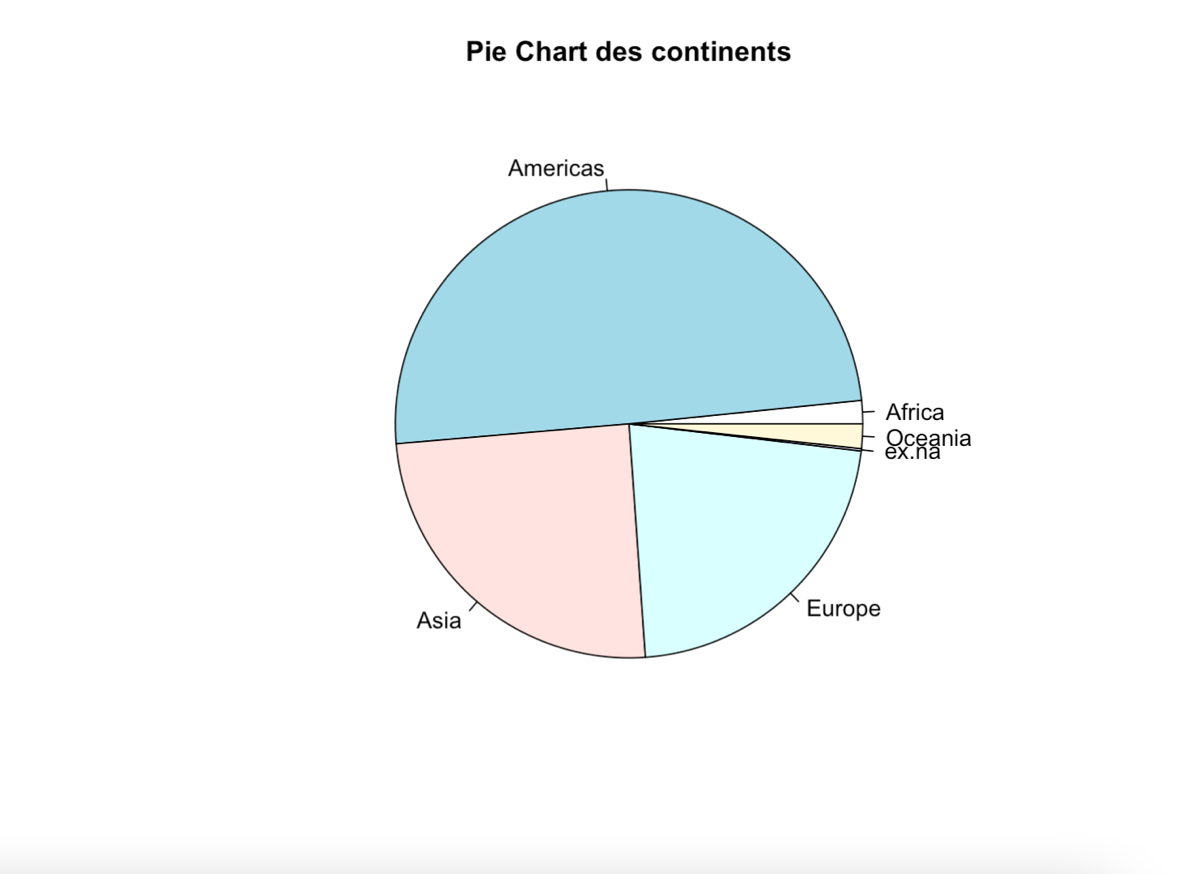 Pie Chart des continents
Americas
Africa
Oceania
ex.na
Europe
Asia